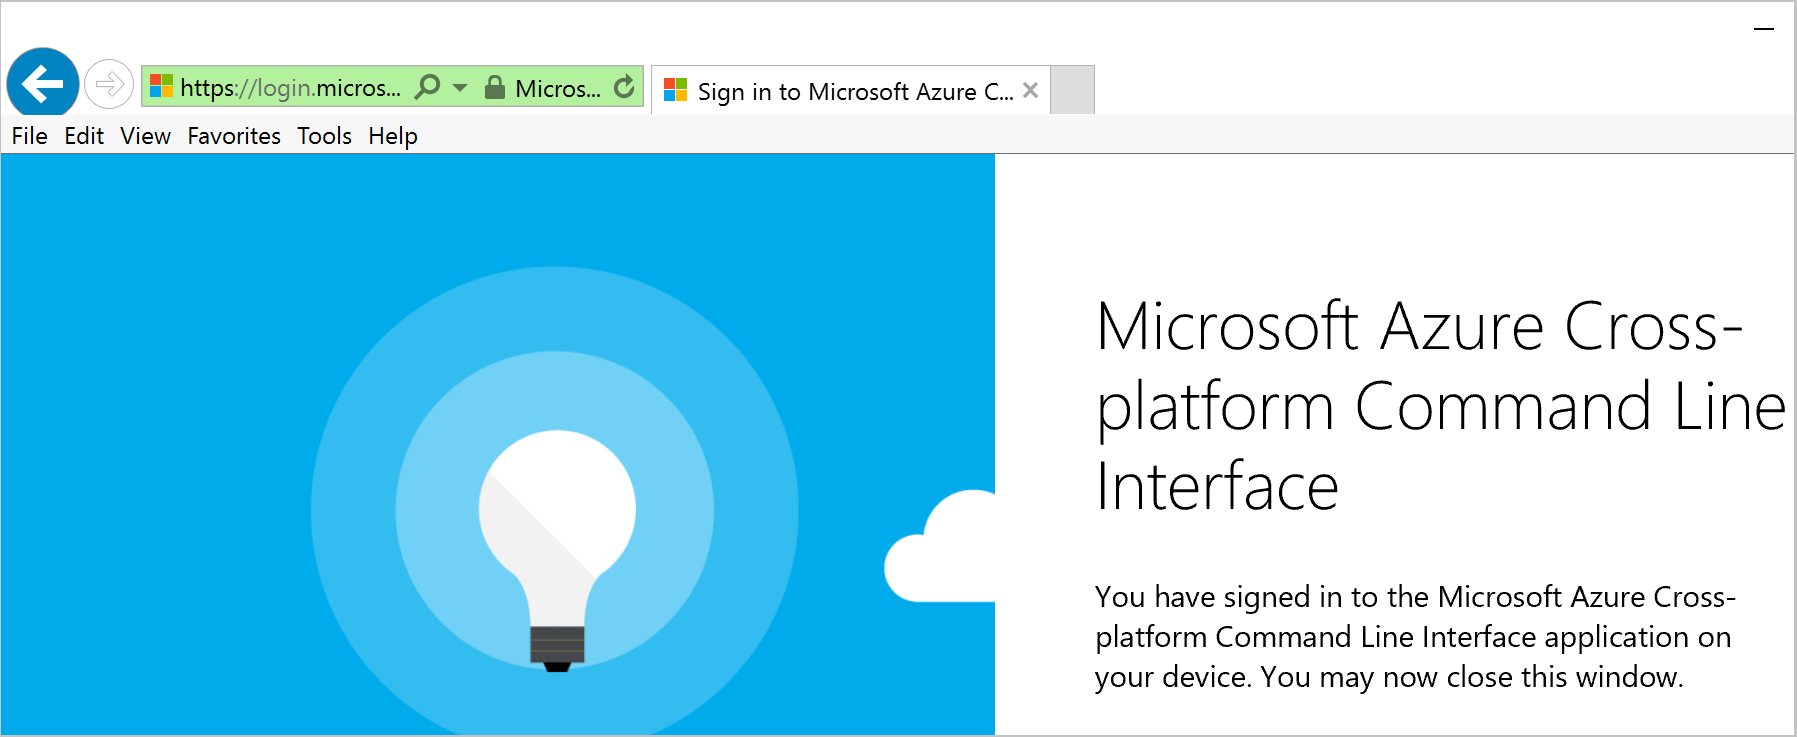 https://login.micros... Micros... Sign in to Microsoft Azure C...
File Edit View Favorites Tools Help
Microsoft Azure Cross-
platform Command Line
Interface
You have signed in to the Microsoft Azure Cross-
platform Command Line Interface application on
your device. You may now close this window.